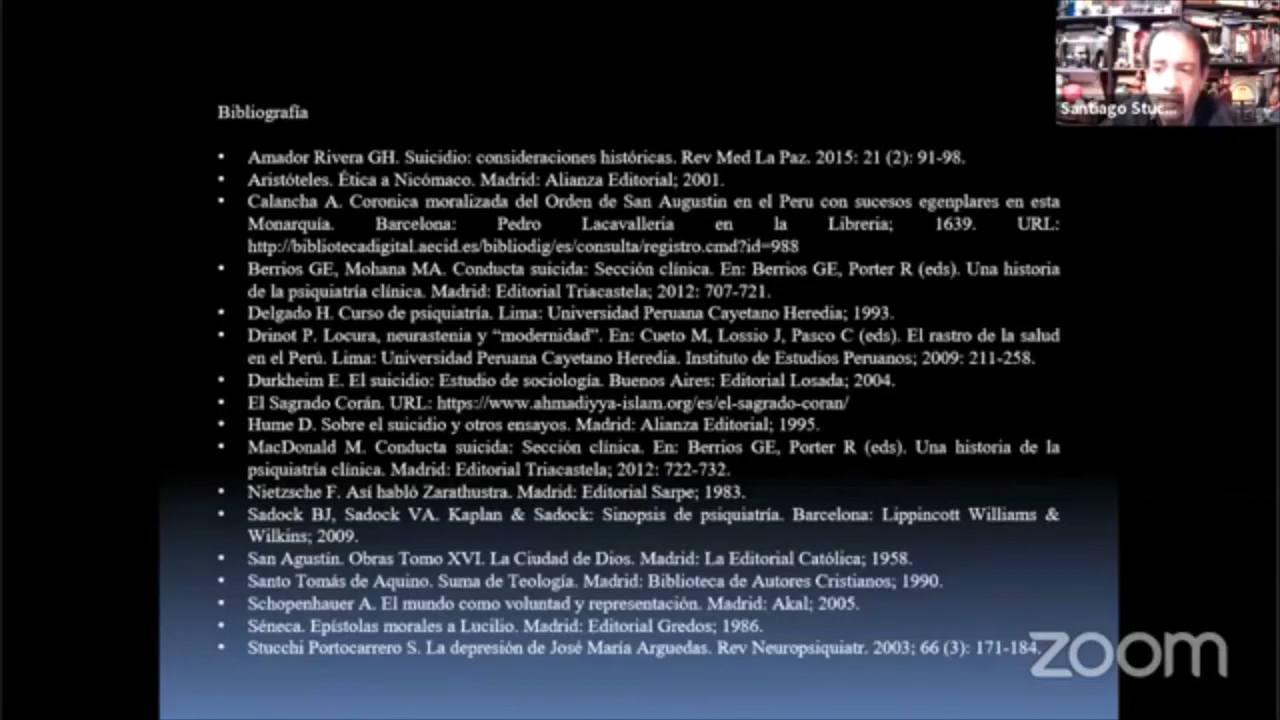 Santiago Stuc...
Bibliografía
• Amador Rivera GH. Suicidio: consideraciones históricas. Rev Med La Paz. 2015: 21 (2): 91-98.
• Aristóteles. Ética a Nicómaco. Madrid: Alianza Editorial; 2001.
• Calancha A. Coronica moralizada del Orden de San Augustin en el Peru con sucesos egenplares en esta
Monarquía. Barcelona: Pedro Lacavalleria en la Libreria; 1639. URL:
http://bibliotecadigital.aecid.es/bibliodig/es/consulta/registro.cmd?id=988
• Berrios GE, Mohana MA. Conducta suicida: Sección clínica. En: Berrios GE, Porter R (eds). Una historia
de la psiquiatría clínica. Madrid: Editorial Triacastela; 2012: 707-721.
• Delgado H. Curso de psiquiatría. Lima: Universidad Peruana Cayetano Heredia; 1993.
• Drinot P. Locura, neurastenia y “modernidad”. En: Cueto M, Lossio J, Pasco C (eds). El rastro de la salud
en el Perú. Lima: Universidad Peruana Cayetano Heredia. Instituto de Estudios Peruanos; 2009: 211-258.
• Durkheim E. El suicidio: Estudio de sociología. Buenos Aires: Editorial Losada; 2004.
• El Sagrado Corán. URL: https://www.ahmadiyya-islam.org/es/el-sagrado-coran/
• Hume D. Sobre el suicidio y otros ensayos. Madrid: Alianza Editorial; 1995.
• MacDonald M. Conducta suicida: Sección clínica. En: Berrios GE, Porter R (eds). Una historia de la
psiquiatría clínica. Madrid: Editorial Triacastela; 2012: 722-732.
• Nietzsche F. Así habló Zarathustra. Madrid: Editorial Sarpe; 1983.
• Sadock BJ, Sadock VA. Kaplan & Sadock: Sinopsis de psiquiatría. Barcelona: Lippincott Williams &
Wilkins; 2009.
• San Agustín. Obras Tomo XVI. La Ciudad de Dios. Madrid: La Editorial Católica; 1958.
• Santo Tomás de Aquino. Suma de Teología. Madrid: Biblioteca de Autores Cristianos; 1990.
• Schopenhauer A. El mundo como voluntad y representación. Madrid: Akal; 2005.
• Séneca. Epístolas morales a Lucilio. Madrid: Editorial Gredos; 1986.
• Stucchi Portocarrero S. La depresión de José María Arguedas. Rev Neuropsiquiatr. 2003; 66 (3): 171-184.
zoom